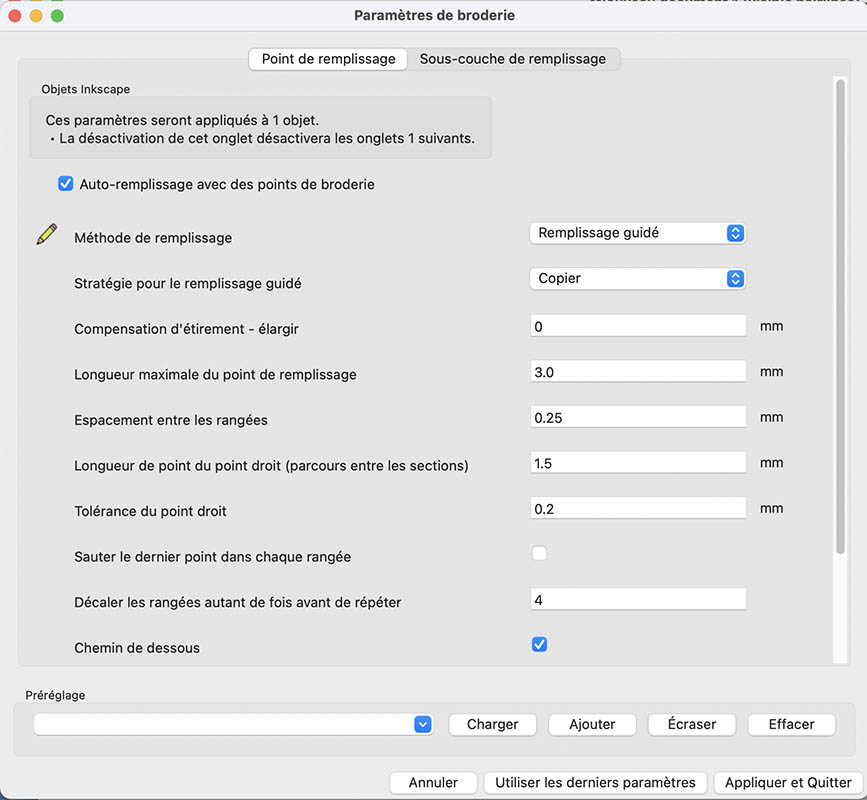 Paramètres de broderie
Point de remplissage
Sous-couche de remplissage
Objets Inkscape
Ces paramètres seront appliqués à 1 objet.
• La désactivation de cet onglet désactivera les onglets 1 suivants.
Auto-remplissage avec des points de broderie
Méthode de remplissage Remplissage guidé
Stratégie pour le remplissage guidé Copier
Compensation d'étirement - élargir 0 mm
Longueur maximale du point de remplissage 3.0 mm
Espacement entre les rangées 0.25 mm
Longueur de point du point droit (parcours entre les sections) 1.5 mm
Tolérance du point droit 0.2 mm
Sauter le dernier point dans chaque rangée
Décaler les rangées autant de fois avant de répéter 4
Chemin de dessous
Préréglage
Charger Ajouter Écraser Effacer
Annuler Utiliser les derniers paramètres Appliquer et Quitter